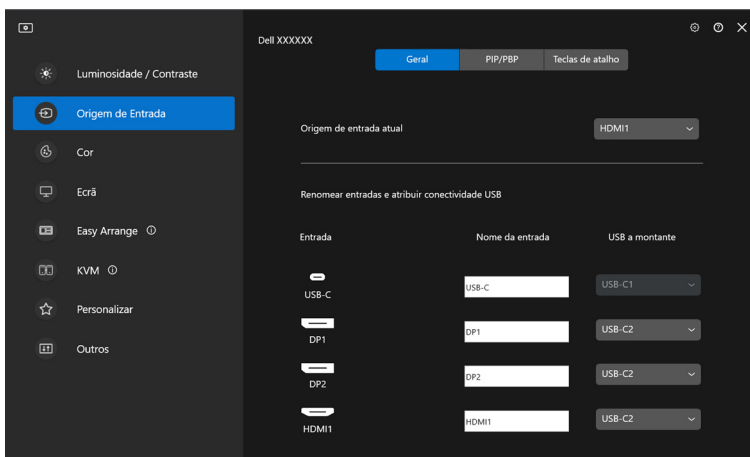 Dell XXXXXX
Geral PIP/PBP Teclas de atalho
Luminosidade / Contraste
Origem de Entrada
Cor
Ecrã
Easy Arrange
KVM
Personalizar
Outros
Origem de entrada atual HDMI1
Renomear entradas e atribuir conectividade USB
Entrada Nome da entrada USB a montante
USB-C USB-C USB-C1
DP1 DP1 USB-C2
DP2 DP2 USB-C2
HDMI1 HDMI1 USB-C2